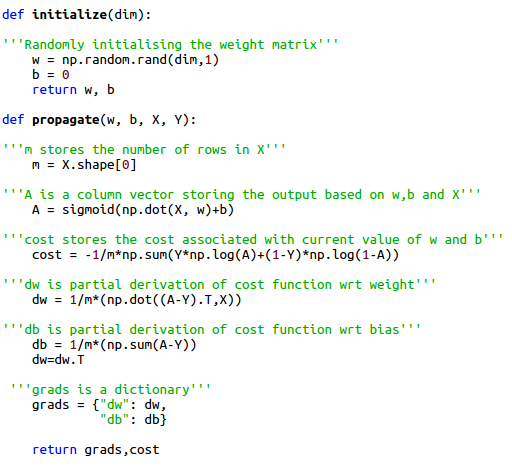 def initialize(dim):
'''Randomly initialising the weight matrix'''
    w = np.random.rand(dim,1)
    b = 0
    return w, b
def propagate(w, b, X, Y):
'''m stores the number of rows in X'''
    m = X.shape[0]
'''A is a column vector storing the output based on w,b and X'''
    A = sigmoid(np.dot(X, w)+b)
'''cost stores the cost associated with current value of w and b'''
    cost = -1/m*np.sum(Y*np.log(A)+(1-Y)*np.log(1-A))
'''dw is partial derivation of cost function wrt weight'''
    dw = 1/m*(np.dot((A-Y).T,X))
'''db is partial derivation of cost function wrt bias'''
    db = 1/m*(np.sum(A-Y))
    dw=dw.T
 '''grads is a dictionary'''
    grads = {"dw": dw,
             "db": db}
    return grads,cost